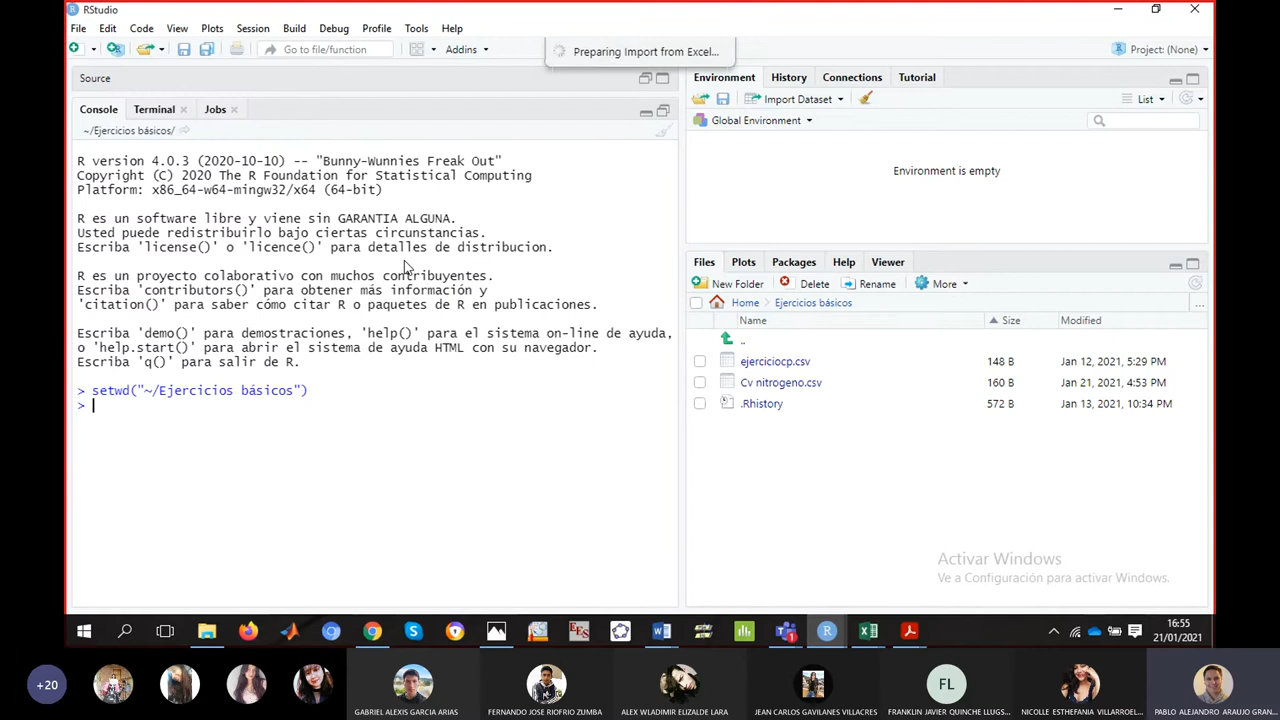 RStudio
File Edit Code View Plots Session Build Debug Profile Tools Help
Go to file/function
Addins
Preparing Import from Excel...
Project: (None)
Source
Console Terminal Jobs
~/Ejercicios básicos/
R version 4.0.3 (2020-10-10) -- "Bunny-Wunnies Freak Out"
Copyright (C) 2020 The R Foundation for Statistical Computing
Platform: x86_64-w64-mingw32/x64 (64-bit)
R es un software libre y viene sin GARANTIA ALGUNA.
Usted puede redistribuirlo bajo ciertas circunstancias.
Escriba 'license()' o 'licence()' para detalles de distribucion.
R es un proyecto colaborativo con muchos contribuyentes.
Escriba 'contributors()' para obtener más información y
'citation()' para saber cómo citar R o paquetes de R en publicaciones.
Escriba 'demo()' para demostraciones, 'help()' para el sistema on-line de ayuda,
o 'help.start()' para abrir el sistema de ayuda HTML con su navegador.
Escriba 'q()' para salir de R.
> setwd("~/Ejercicios básicos")
>
Environment History Connections Tutorial
Import Dataset
List
Global Environment
Environment is empty
Files Plots Packages Help Viewer
New Folder Delete Rename More
Home Ejercicios básicos
...
Name Size Modified
..
ejerciciocp.csv 148 B Jan 12, 2021, 5:29 PM
Cv nitrogeno.csv 160 B Jan 21, 2021, 4:53 PM
.Rhistory 572 B Jan 13, 2021, 10:34 PM
Activar Windows
Ve a Configuración para activar Windows.
16:55
21/01/2021
+20
GABRIEL ALEXIS GARCIA ARIAS
FERNANDO JOSE RIOFRIO ZUMBA
ALEX WLADIMIR ELIZALDE LARA
JEAN CARLOS GAVILANES VILLACRES
FL
FRANKLIN JAVIER QUINCHE LLUGS...
NICOLLE ESTHEFANIA VILLARROEL...
PABLO ALEJANDRO ARAUJO GRAN...